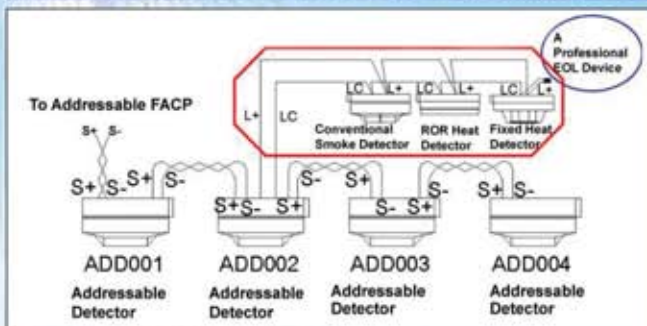 A
Professional
EOL Device
LC L+ LC L+ LC L+
To Addressable FACP
L+ LC
Conventional Smoke Detector
ROR Heat Detector
Fixed Heat Detector
S+ S-
S+ S- S+ S- S+ S- S- S+ S- S+ S- S+ S-
ADD001 ADD002 ADD003 ADD004
Addressable Detector
Addressable Detector
Addressable Detector
Addressable Detector